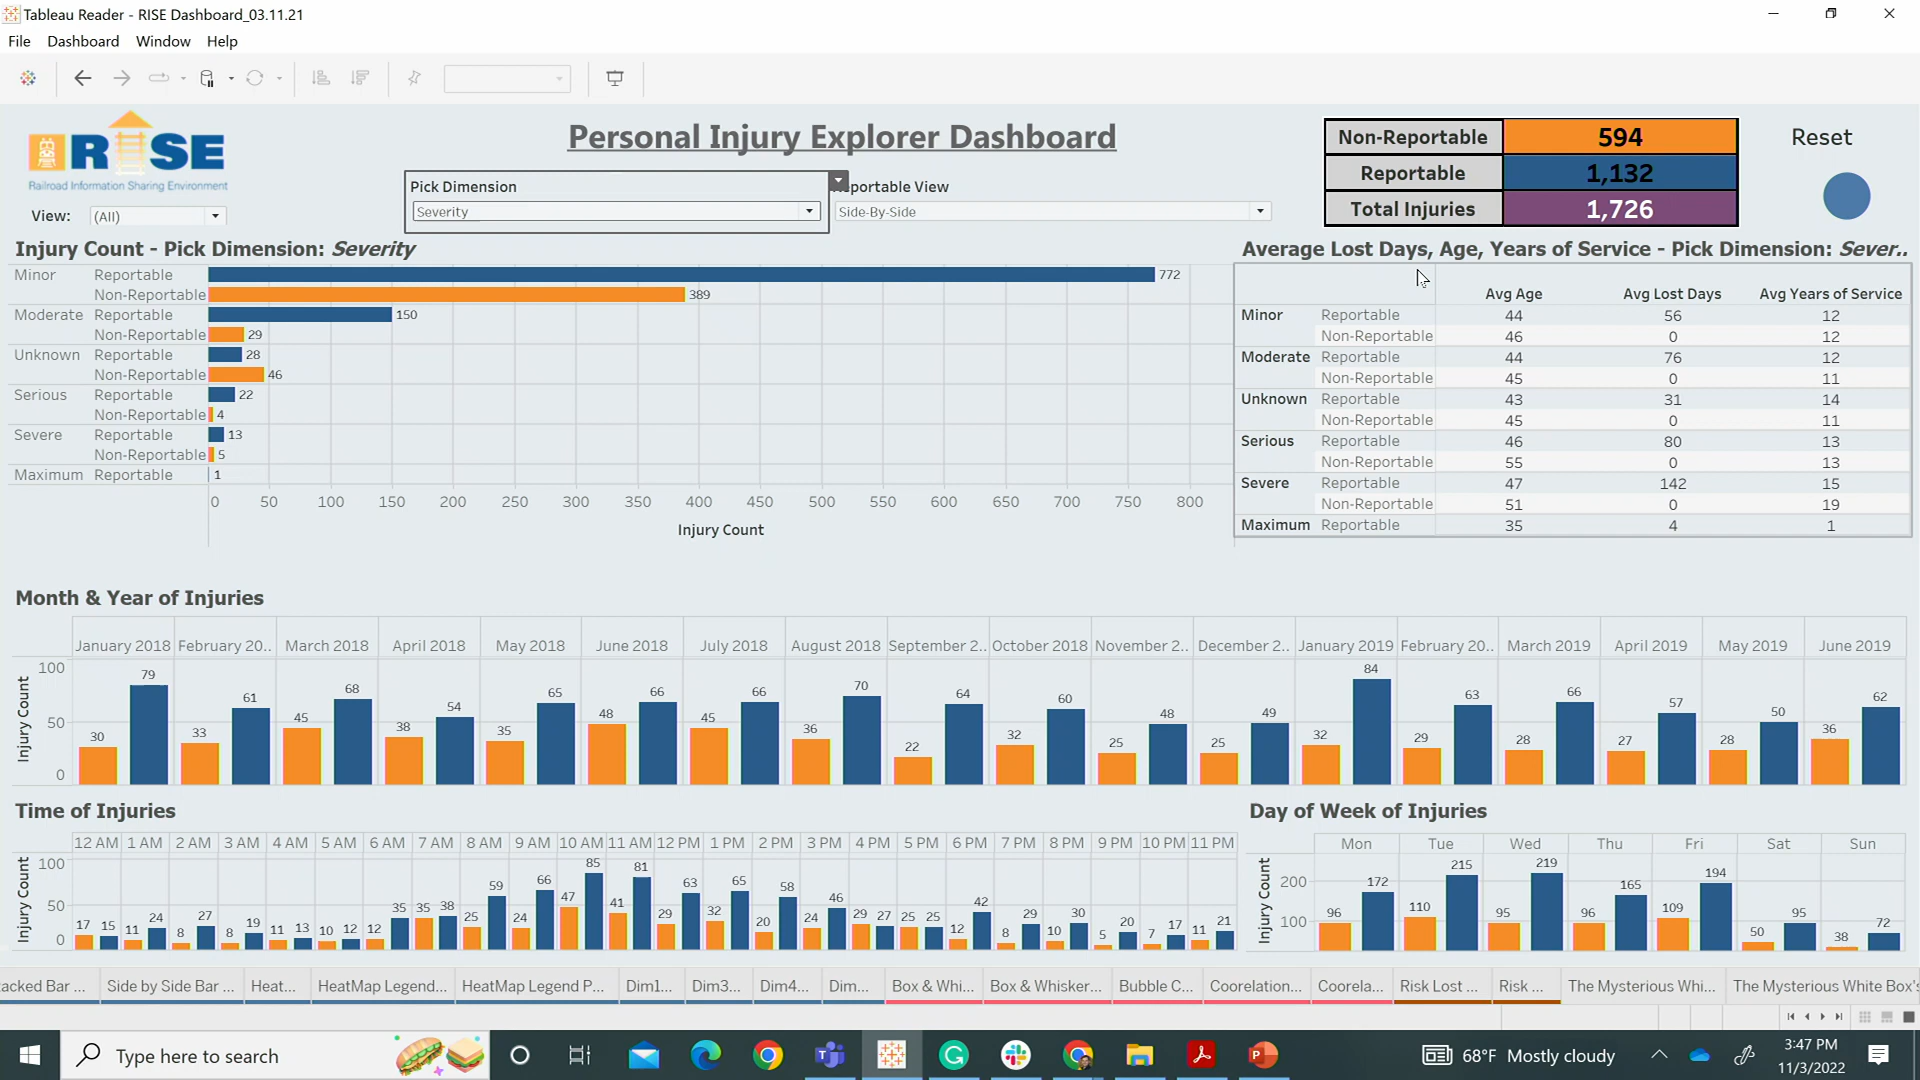 Tableau Reader - RISE Dashboard_03.11.21
File Dashboard Window Help
RISE
Railroad Information Sharing Environment
Personal Injury Explorer Dashboard
Non-Reportable 594
Reportable 1,132
Total Injuries 1,726
Reset
View: (All)
Pick Dimension
Severity
eportable View
Side-By-Side
Injury Count - Pick Dimension: Severity
Minor Reportable 772
Non-Reportable 389
Moderate Reportable 150
Non-Reportable 29
Unknown Reportable 28
Non-Reportable 46
Serious Reportable 22
Non-Reportable 4
Severe Reportable 13
Non-Reportable 5
Maximum Reportable 1
0 50 100 150 200 250 300 350 400 450 500 550 600 650 700 750 800
Injury Count
Average Lost Days, Age, Years of Service - Pick Dimension: Sever..
Avg Age Avg Lost Days Avg Years of Service
Minor Reportable 44 56 12
Non-Reportable 46 0 12
Moderate Reportable 44 76 12
Non-Reportable 45 0 11
Unknown Reportable 43 31 14
Non-Reportable 45 0 11
Serious Reportable 46 80 13
Non-Reportable 55 0 13
Severe Reportable 47 142 15
Non-Reportable 51 0 19
Maximum Reportable 35 4 1
Month & Year of Injuries
January 2018 February 20.. March 2018 April 2018 May 2018 June 2018 July 2018 August 2018 September 2.. October 2018 November 2.. December 2.. January 2019 February 20.. March 2019 April 2019 May 2019 June 2019
Injury Count
100
50
0
30 79 33 61 45 68 38 54 35 65 48 66 45 66 36 70 22 64 32 60 25 48 25 49 32 84 29 63 28 66 27 57 28 50 36 62
Time of Injuries
12 AM 1 AM 2 AM 3 AM 4 AM 5 AM 6 AM 7 AM 8 AM 9 AM 10 AM 11 AM 12 PM 1 PM 2 PM 3 PM 4 PM 5 PM 6 PM 7 PM 8 PM 9 PM 10 PM 11 PM
Injury Count
100
50
0
17 15 11 24 8 27 8 19 11 13 10 12 12 35 35 38 25 59 24 66 47 85 41 81 29 63 32 65 20 58 24 46 29 27 25 25 12 42 8 29 10 30 5 20 7 17 11 21
Day of Week of Injuries
Mon Tue Wed Thu Fri Sat Sun
Injury Count
200
100
96 172 110 215 95 219 96 165 109 194 50 95 38 72
tacked Bar ... Side by Side Bar ... Heat... HeatMap Legend... HeatMap Legend P... Dim1... Dim3... Dim4... Dim... Box & Whi... Box & Whisker... Bubble C... Coorelation... Coorela... Risk Lost ... Risk ... The Mysterious Whi... The Mysterious White Box's
Type here to search
68°F Mostly cloudy
3:47 PM
11/3/2022